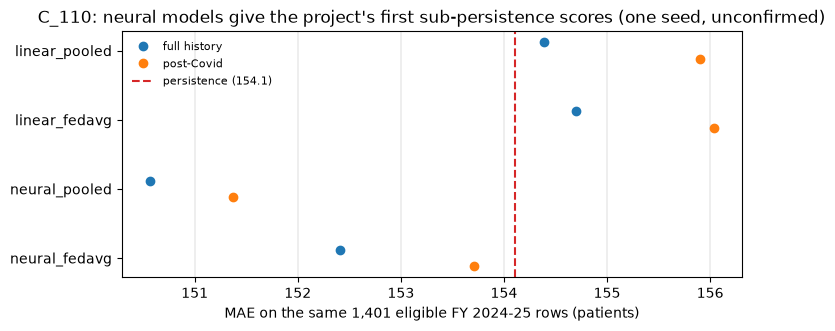 C_110: neural models give the project's first sub-persistence scores (one seed, unconfirmed)
full history
post-Covid
persistence (154.1)
linear_pooled
linear_fedavg
neural_pooled
neural_fedavg
151 152 153 154 155 156
MAE on the same 1,401 eligible FY 2024-25 rows (patients)